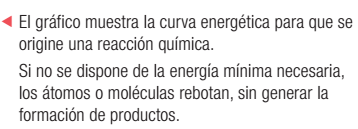 El gráfico muestra la curva energética para que se
origine una reacción química.
Si no se dispone de la energía mínima necesaria,
los átomos o moléculas rebotan, sin generar la
formación de productos.